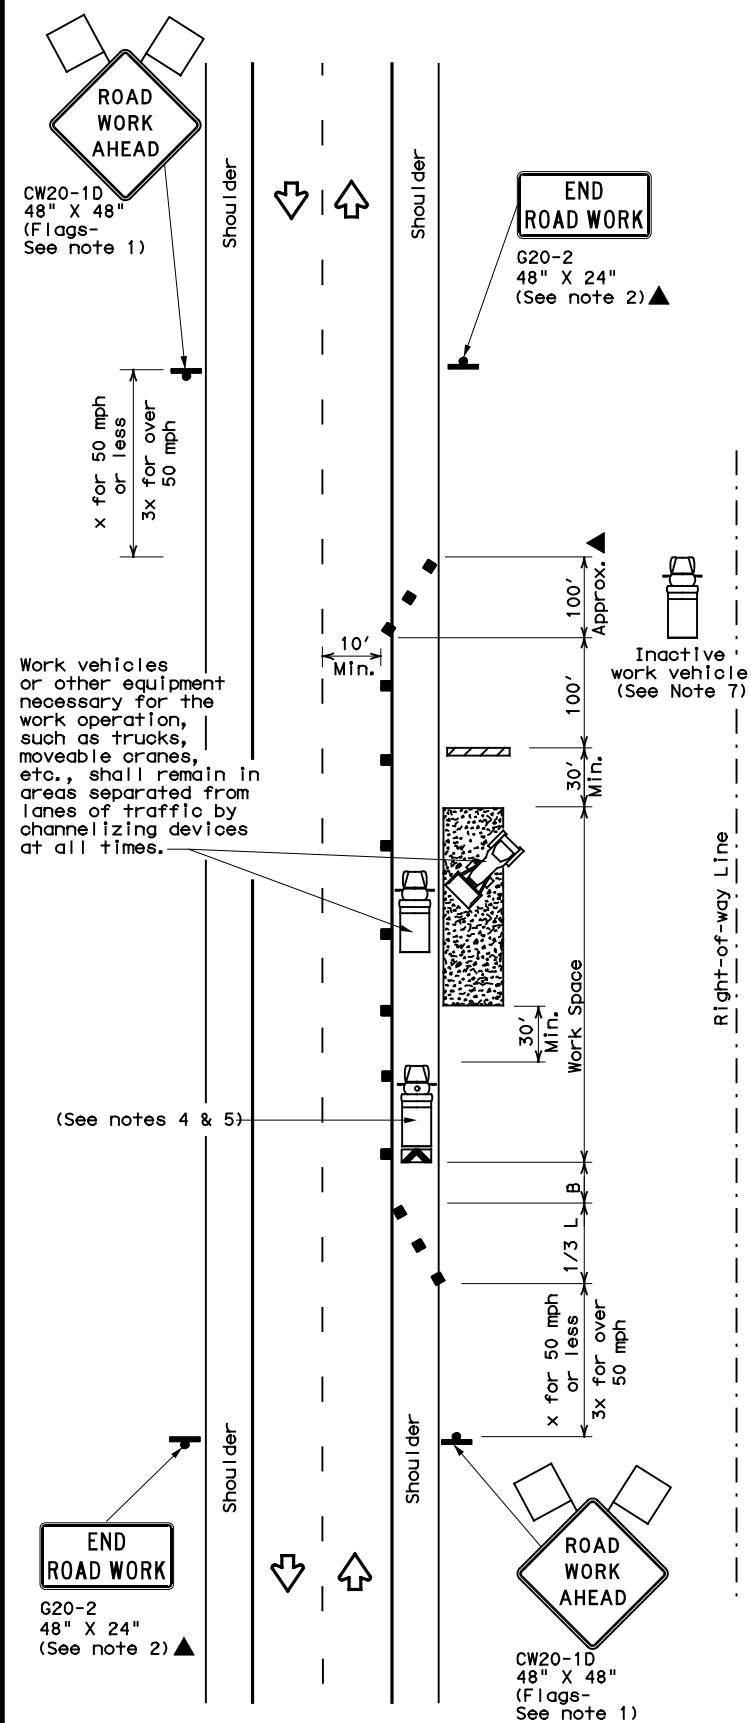 ROAD
WORK
AHEAD
CW20-1D
48" X 48"
(Flags-
See note 1)
Shoulder
Shoulder
END
ROAD WORK
G20-2
48" X 24"
(See note 2)
x for 50 mph
or less
3x for over
50 mph
100'
Approx.
Inactive
work vehicle
(See Note 7)
10'
Min.
100'
Work vehicles
or other equipment
necessary for the
work operation,
such as trucks,
moveable cranes,
etc., shall remain in
areas separated from
lanes of traffic by
channelizing devices
at all times.
30'
Min.
Right-of-way Line
Work Space
30'
Min.
(See notes 4 & 5)
B
1/3 L
x for 50 mph
or less
3x for over
50 mph
Shoulder
Shoulder
END
ROAD WORK
G20-2
48" X 24"
(See note 2)
ROAD
WORK
AHEAD
CW20-1D
48" X 48"
(Flags-
See note 1)